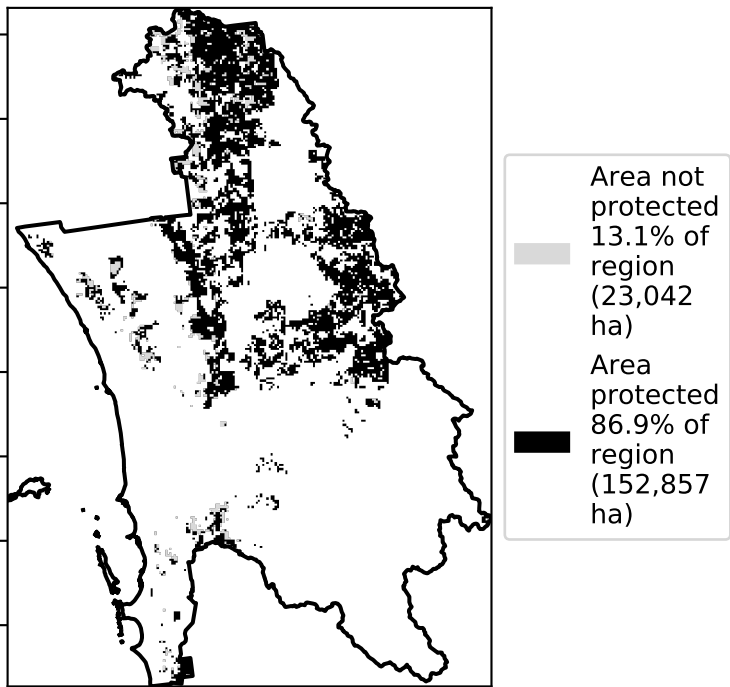 Area not
protected
13.1% of
region
(23,042
ha)
Area
protected
86.9% of
region
(152,857
ha)